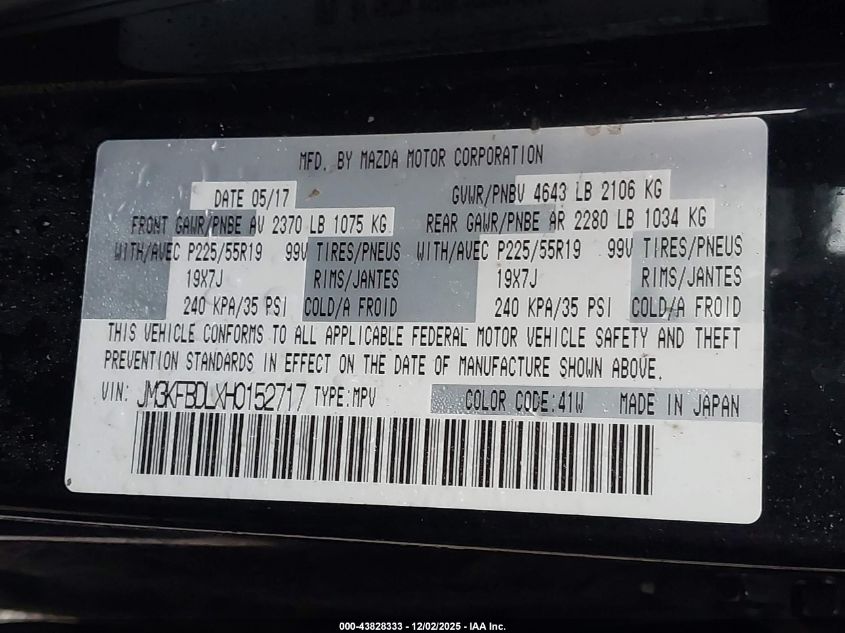 MFD. BY MAZDA MOTOR CORPORATION
DATE 05/17 GVWR/PNBV 4643 LB 2106 KG
FRONT GAWR/PNBE AV 2370 LB 1075 KG REAR GAWR/PNBE AR 2280 LB 1034 KG
WITH/AVEC P225/55R19 99V TIRES/PNEUS WITH/AVEC P225/55R19 99V TIRES/PNEUS
19X7J RIMS/JANTES 19X7J RIMS/JANTES
240 KPA/35 PSI COLD/A FROID 240 KPA/35 PSI COLD/A FROID
THIS VEHICLE CONFORMS TO ALL APPLICABLE FEDERAL MOTOR VEHICLE SAFETY AND THEFT
PREVENTION STANDARDS IN EFFECT ON THE DATE OF MANUFACTURE SHOWN ABOVE.
VIN: JM3KFBDLXH0152717 TYPE:MPV COLOR CODE:41W MADE IN JAPAN
000-43828333 - 12/02/2025 - IAA Inc.